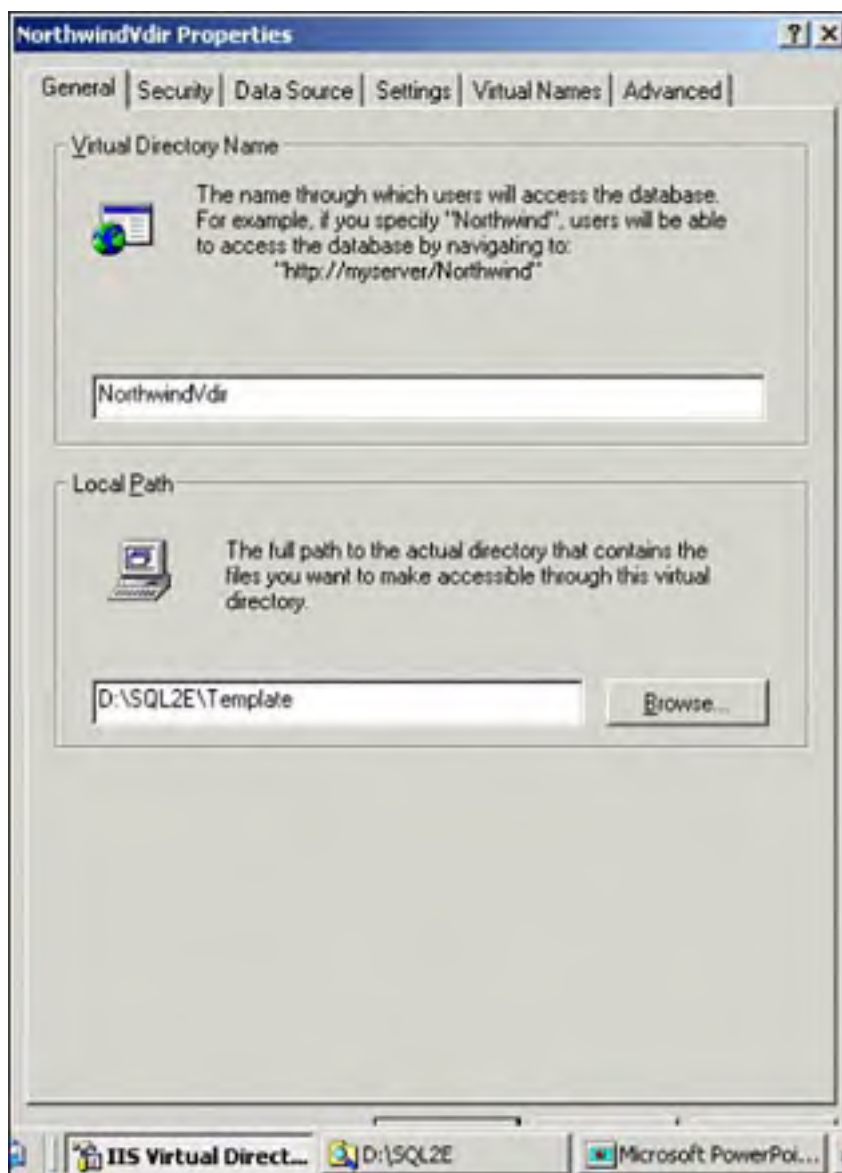 NorthwindVdir Properties
General Security Data Source Settings Virtual Names Advanced
Virtual Directory Name
The name through which users will access the database.
For example, if you specify "Northwind", users will be able
to access the database by navigating to:
"http://myserver/Northwind"
NorthwindVdir
Local Path
The full path to the actual directory that contains the
files you want to make accessible through this virtual
directory.
D:\SQL2E\Template
Browse...
IIS Virtual Direct... D:\SQL2E Microsoft PowerPoi...